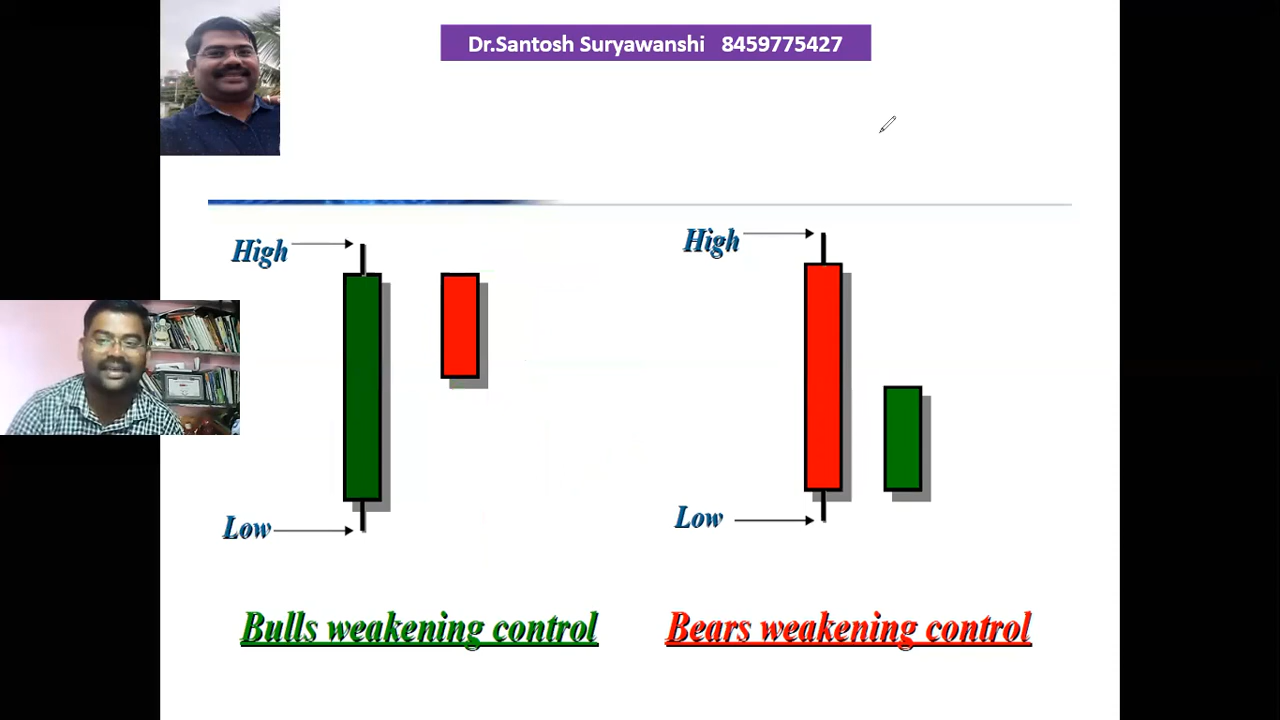 Dr.Santosh Suryawanshi 8459775427
High
High
Low
Low
Bulls weakening control
Bears weakening control